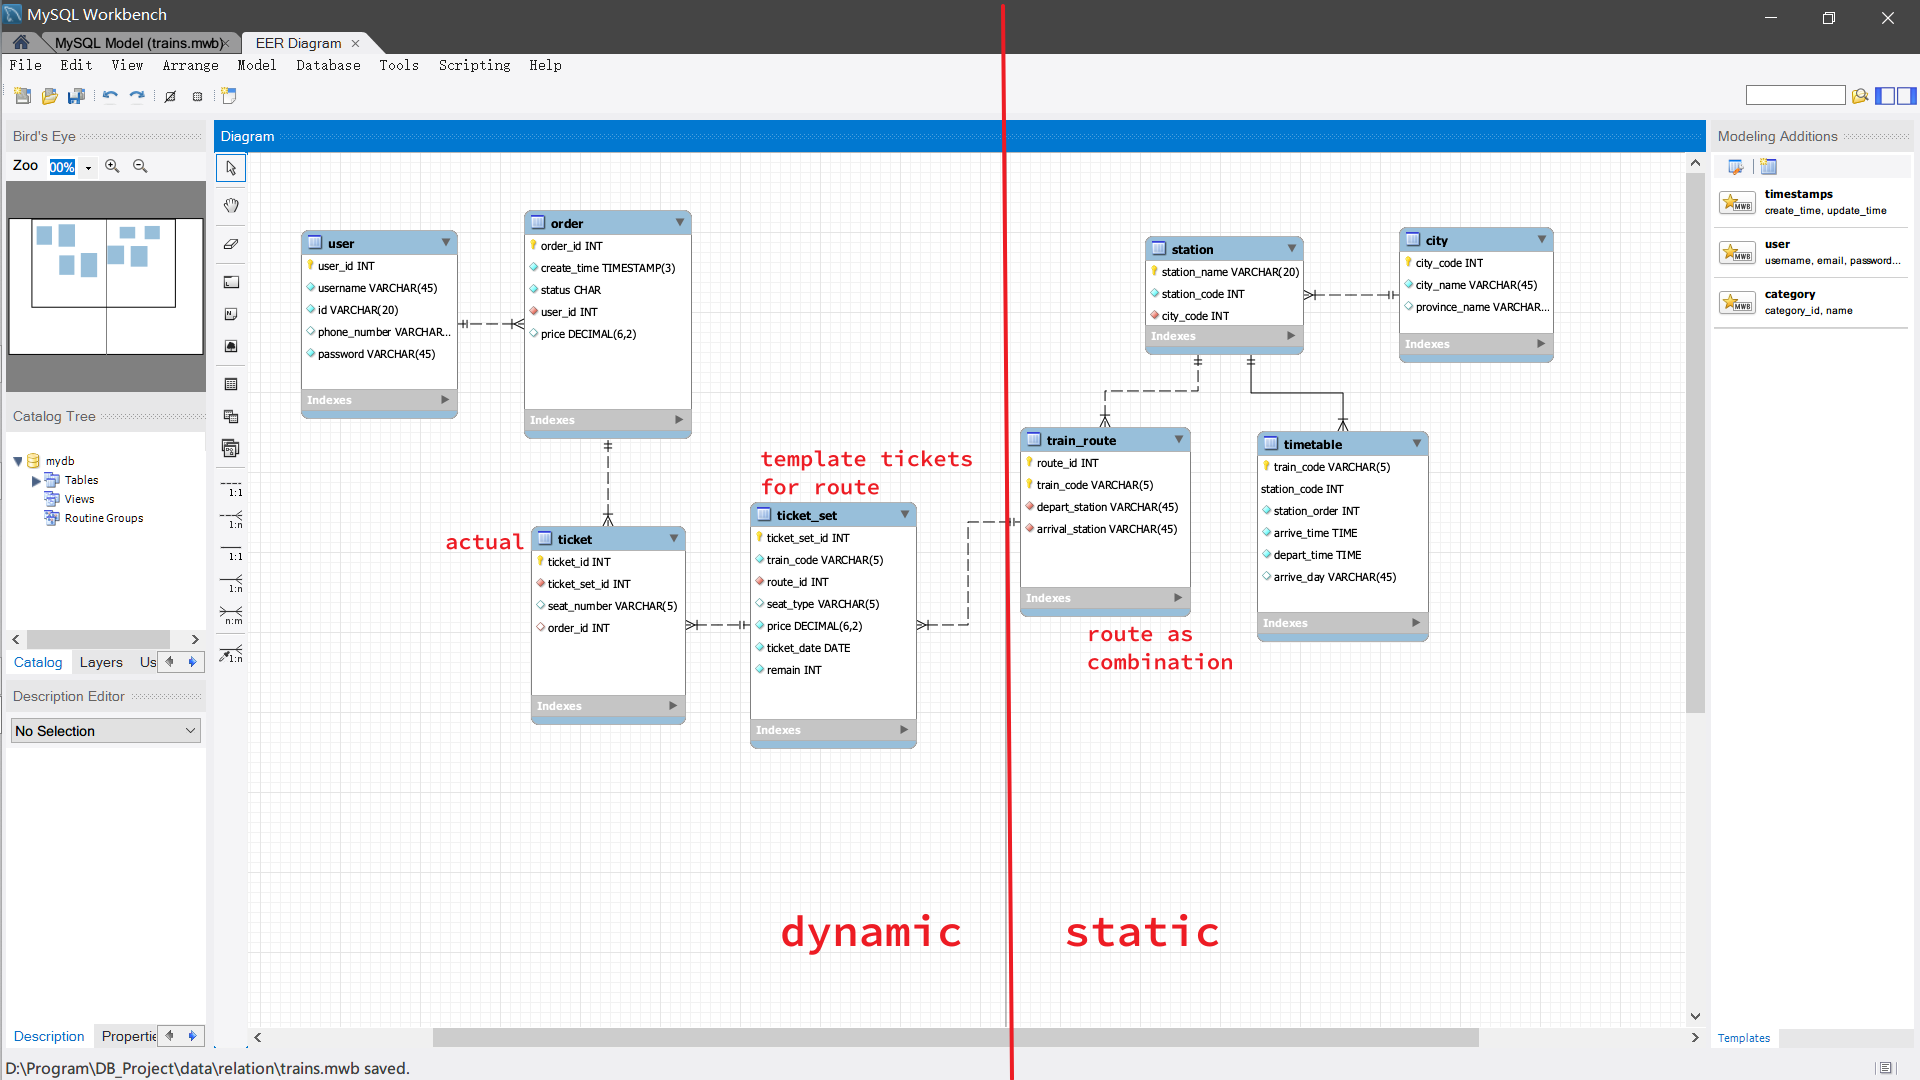 MySQL Workbench
MySQL Model (trains.mwb)
EER Diagram
File Edit View Arrange Model Database Tools Scripting Help
Bird's Eye
Zoo 00%
Catalog Tree
mydb
Tables
Views
Routine Groups
Catalog Layers Us
Description Editor
No Selection
Description Propertie
Diagram
1:1
1:n
1:1
1:n
n:m
1:n
user
user_id INT
username VARCHAR(45)
id VARCHAR(20)
phone_number VARCHAR...
password VARCHAR(45)
Indexes
order
order_id INT
create_time TIMESTAMP(3)
status CHAR
user_id INT
price DECIMAL(6,2)
Indexes
actual
ticket
ticket_id INT
ticket_set_id INT
seat_number VARCHAR(5)
order_id INT
Indexes
template tickets
for route
ticket_set
ticket_set_id INT
train_code VARCHAR(5)
route_id INT
seat_type VARCHAR(5)
price DECIMAL(6,2)
ticket_date DATE
remain INT
Indexes
station
station_name VARCHAR(20)
station_code INT
city_code INT
Indexes
city
city_code INT
city_name VARCHAR(45)
province_name VARCHAR...
Indexes
train_route
route_id INT
train_code VARCHAR(5)
depart_station VARCHAR(45)
arrival_station VARCHAR(45)
Indexes
route as
combination
timetable
train_code VARCHAR(5)
station_code INT
station_order INT
arrive_time TIME
depart_time TIME
arrive_day VARCHAR(45)
Indexes
dynamic
static
Modeling Additions
timestamps
create_time, update_time
user
username, email, password...
category
category_id, name
Templates
D:\Program\DB_Project\data\relation\trains.mwb saved.